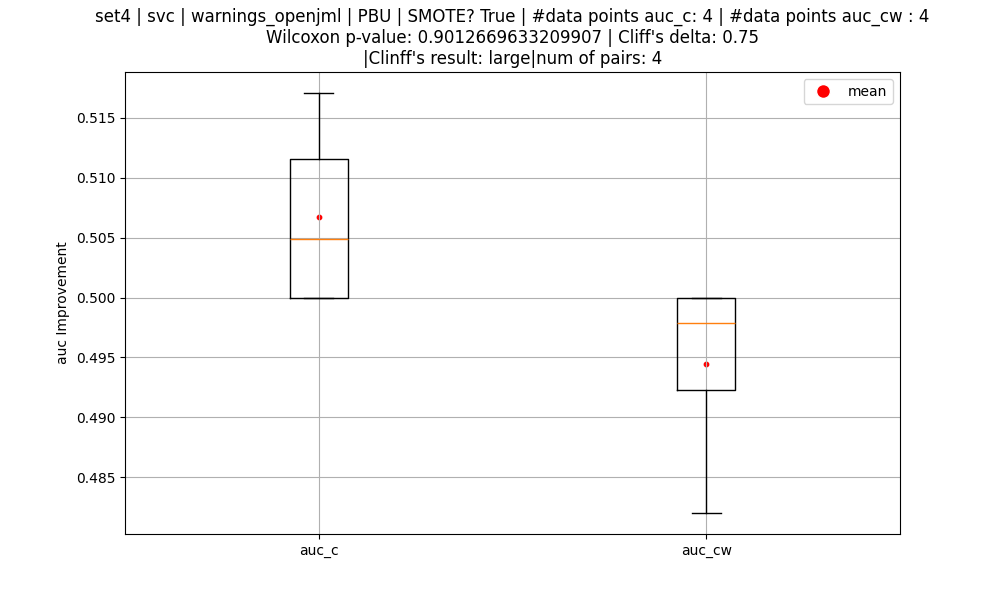 set4 | svc | warnings_openjml | PBU | SMOTE? True | #data points auc_c: 4 | #data points auc_cw : 4
Wilcoxon p-value: 0.9012669633209907 | Cliff's delta: 0.75
|Clinff's result: large|num of pairs: 4
mean
0.515
0.510
0.505
0.500
0.495
0.490
0.485
auc Improvement
auc_c
auc_cw